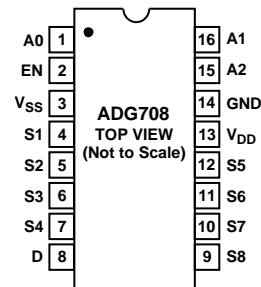 A0 1 16 A1
EN 2 15 A2
VSS 3 14 GND
ADG708
S1 4 TOP VIEW 13 VDD
(Not to Scale)
S2 5 12 S5
S3 6 11 S6
S4 7 10 S7
D 8 9 S8